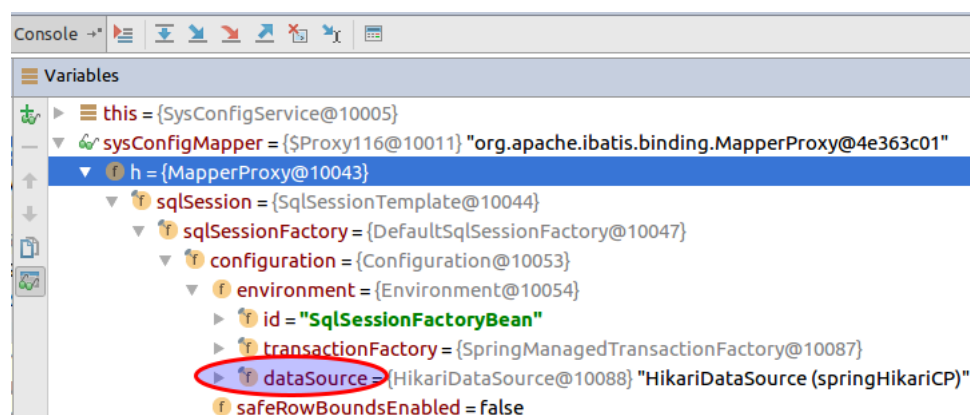 Console
Variables
this = {SysConfigService@10005}
sysConfigMapper = {$Proxy116@10011} "org.apache.ibatis.binding.MapperProxy@4e363c01"
h = {MapperProxy@10043}
sqlSession = {SqlSessionTemplate@10044}
sqlSessionFactory = {DefaultSqlSessionFactory@10047}
configuration = {Configuration@10053}
environment = {Environment@10054}
id = "SqlSessionFactoryBean"
transactionFactory = {SpringManagedTransactionFactory@10087}
dataSource = {HikariDataSource@10088} "HikariDataSource (springHikariCP)"
safeRowBoundsEnabled = false